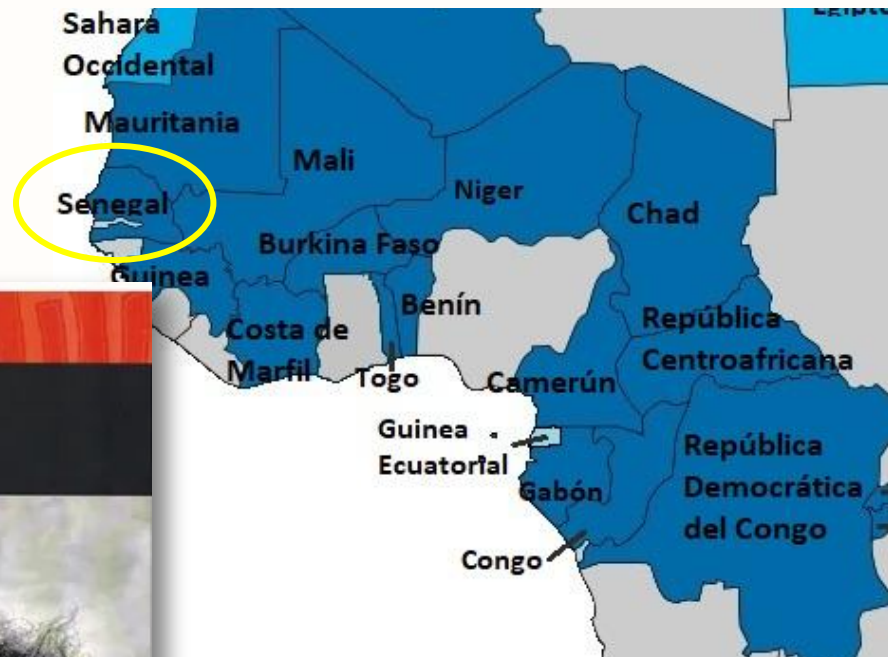 Sahara
Occidental
Mauritania
Mali
Niger
Chad
Senegal
Burkina Faso
Guinea
Benín
Costa de
Marfil
Togo
República
Centroafricana
Camerún
Guinea
Ecuatorial
Gabón
República
Democrática
del Congo
Congo